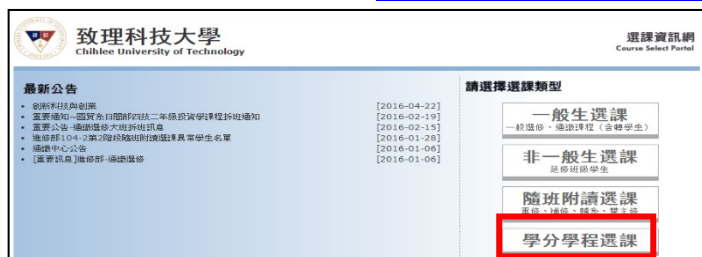 致理科技大學
Chihlee University of Technology
選課資訊網
Course Select Portal
最新公告
創新科技與創業 [2016-04-22]
重要通知~國貿系日間部四技二年級投資學課程拆班通知 [2016-02-19]
重要公告-通識選修大班拆班訊息 [2016-02-15]
進修部104-2第2階段隨班附讀選課異常學生名單 [2016-01-28]
通識中心公告 [2016-01-06]
[重要訊息]進修部-通識選修 [2016-01-06]
請選擇選課類型
一般生選課
一般選修、通識課程（含轉學生）
非一般生選課
延修班級學生
隨班附讀選課
重修、補修、輔系、雙主修
學分學程選課